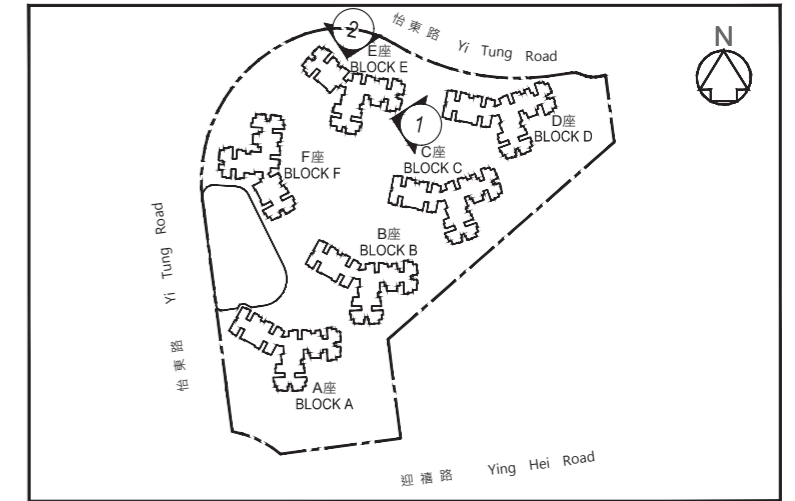 2
怡東路 Yi Tung Road
N
E座
BLOCK E
1
D座
BLOCK D
C座
BLOCK C
F座
BLOCK F
B座
BLOCK B
怡東路 Yi Tung Road
A座
BLOCK A
迎禧路 Ying Hei Road